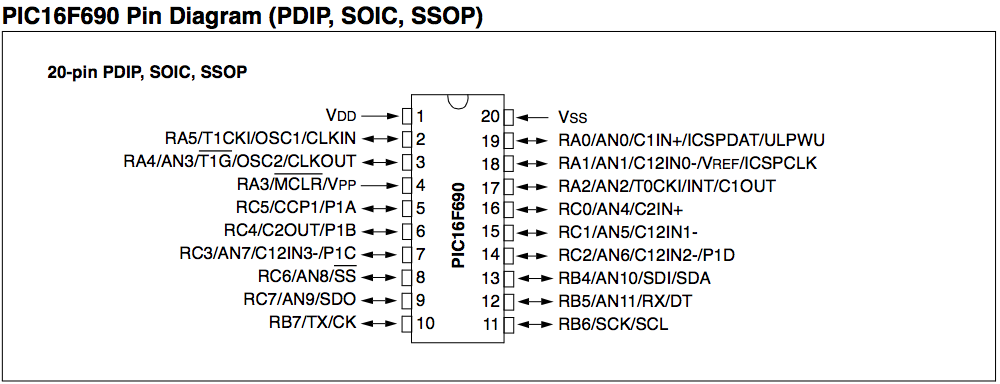 PIC16F690 Pin Diagram (PDIP, SOIC, SSOP)
20-pin PDIP, SOIC, SSOP
VDD 1 20 VSS
RA5/T1CKI/OSC1/CLKIN 2 19 RA0/AN0/C1IN+/ICSPDAT/ULPWU
RA4/AN3/T1G/OSC2/CLKOUT 3 18 RA1/AN1/C12IN0-/VREF/ICSPCLK
RA3/MCLR/VPP 4 17 RA2/AN2/T0CKI/INT/C1OUT
RC5/CCP1/P1A 5 16 RC0/AN4/C2IN+
RC4/C2OUT/P1B 6 15 RC1/AN5/C12IN1-
RC3/AN7/C12IN3-/P1C 7 14 RC2/AN6/C12IN2-/P1D
RC6/AN8/SS 8 13 RB4/AN10/SDI/SDA
RC7/AN9/SDO 9 12 RB5/AN11/RX/DT
RB7/TX/CK 10 11 RB6/SCK/SCL
PIC16F690